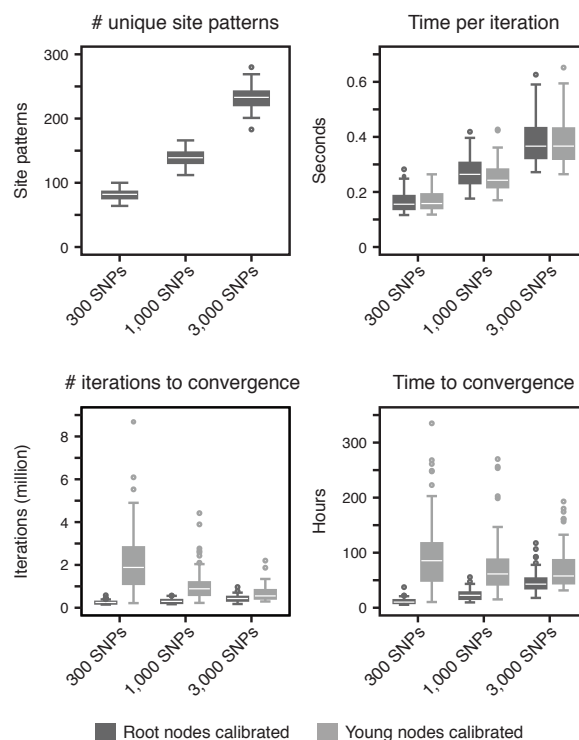 # unique site patterns
Time per iteration
Site patterns
300
200
100
0
Seconds
0.6
0.4
0.2
0
300 SNPs
1,000 SNPs
3,000 SNPs
300 SNPs
1,000 SNPs
3,000 SNPs
# iterations to convergence
Time to convergence
Iterations (million)
8
6
4
2
0
Hours
300
200
100
0
300 SNPs
1,000 SNPs
3,000 SNPs
300 SNPs
1,000 SNPs
3,000 SNPs
Root nodes calibrated
Young nodes calibrated